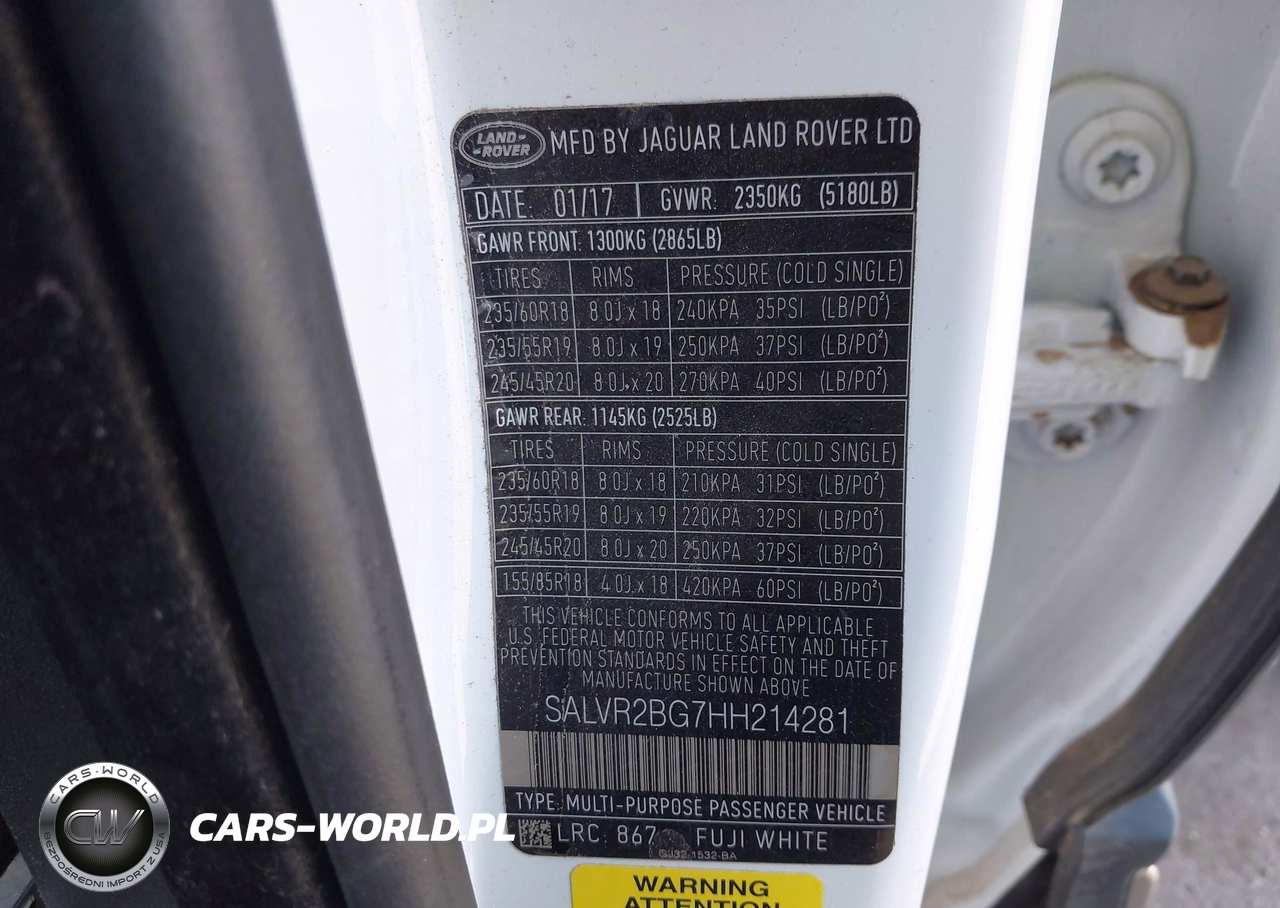 LAND-
-ROVER
MFD BY JAGUAR LAND ROVER LTD
DATE: 01/17 GVWR: 2350KG (5180LB)
GAWR FRONT: 1300KG (2865LB)
TIRES RIMS PRESSURE (COLD SINGLE)
235/60R18 8.0J x 18 240KPA 35PSI (LB/PO²)
235/55R19 8.0J x 19 250KPA 37PSI (LB/PO²)
245/45R20 8.0J x 20 270KPA 40PSI (LB/PO²)
GAWR REAR: 1145KG (2525LB)
TIRES RIMS PRESSURE (COLD SINGLE)
235/60R18 8.0J x 18 210KPA 31PSI (LB/PO²)
235/55R19 8.0J x 19 220KPA 32PSI (LB/PO²)
245/45R20 8.0J x 20 250KPA 37PSI (LB/PO²)
155/85R18 4.0J x 18 420KPA 60PSI (LB/PO²)
THIS VEHICLE CONFORMS TO ALL APPLICABLE
U.S. FEDERAL MOTOR VEHICLE SAFETY AND THEFT
PREVENTION STANDARDS IN EFFECT ON THE DATE OF
MANUFACTURE SHOWN ABOVE
SALVR2BG7HH214281
TYPE: MULTI-PURPOSE PASSENGER VEHICLE
LRC: 867 FUJI WHITE
GJ32-1532-BA
WARNING
ATTENTION
CARS-WORLD
CW
BEZPOŚREDNI IMPORT Z USA
CARS-WORLD.PL